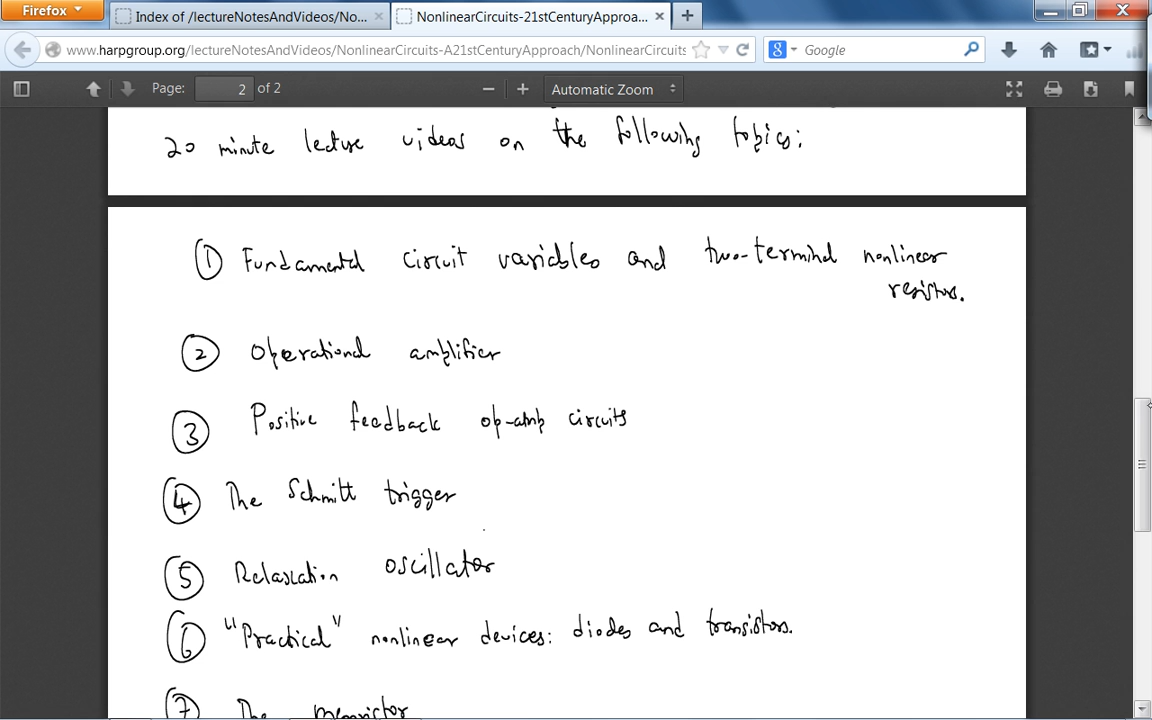 Firefox
Index of /lectureNotesAndVideos/No...
NonlinearCircuits-21stCenturyApproa...
www.harpgroup.org/lectureNotesAndVideos/NonlinearCircuits-A21stCenturyApproach/NonlinearCircuits
Google
Page: 2 of 2
Automatic Zoom
20 minute lecture videos on the following topics:
1 Fundamental circuit variables and two-terminal nonlinear
resistors.
2 Operational amplifier
3 Positive feedback op-amp circuits
4 The Schmitt trigger
5 Relaxation oscillator
6 "Practical" nonlinear devices: diodes and transistors.
7 The memristor